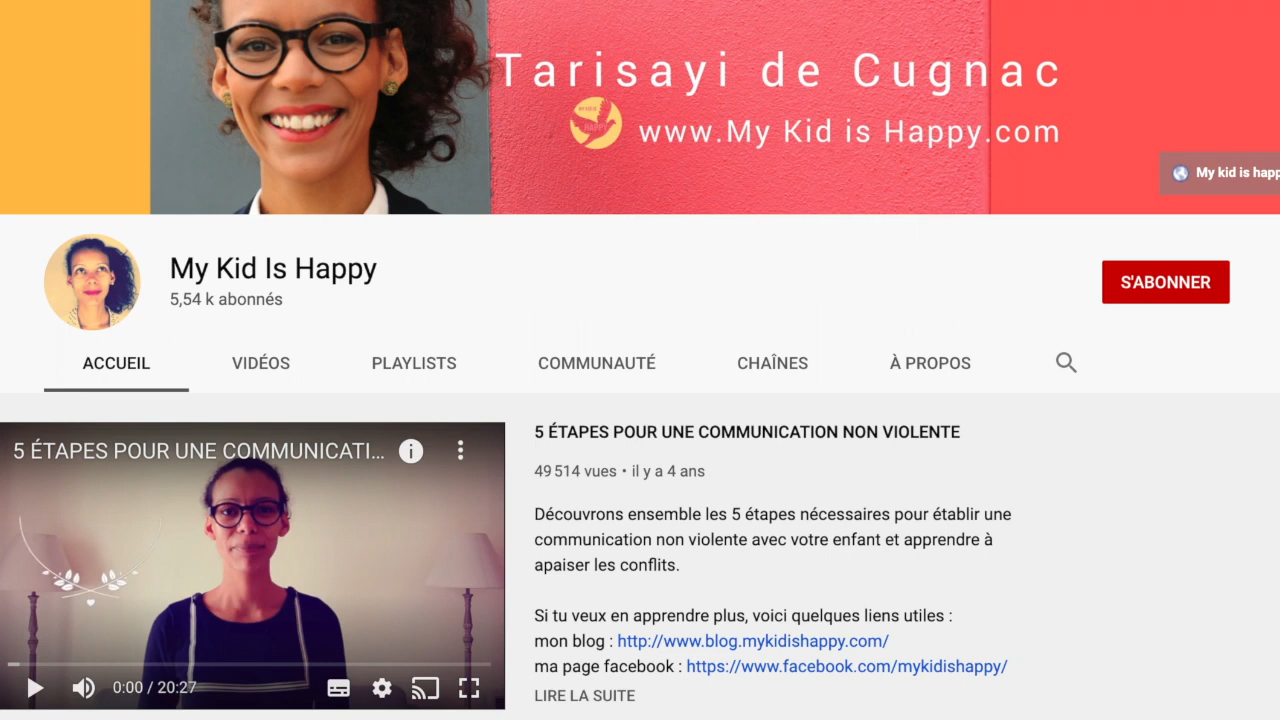 Tarisayi de Cugnac
HAPPY
www.My Kid is Happy.com
My kid is happ
My Kid Is Happy
5,54 k abonnés
S'ABONNER
ACCUEIL
VIDÉOS
PLAYLISTS
COMMUNAUTÉ
CHAÎNES
À PROPOS
5 ÉTAPES POUR UNE COMMUNICATI...
0:00 / 20:27
5 ÉTAPES POUR UNE COMMUNICATION NON VIOLENTE
49 514 vues • il y a 4 ans
Découvrons ensemble les 5 étapes nécessaires pour établir une
communication non violente avec votre enfant et apprendre à
apaiser les conflits.
Si tu veux en apprendre plus, voici quelques liens utiles :
mon blog : http://www.blog.mykidishappy.com/
ma page facebook : https://www.facebook.com/mykidishappy/
LIRE LA SUITE